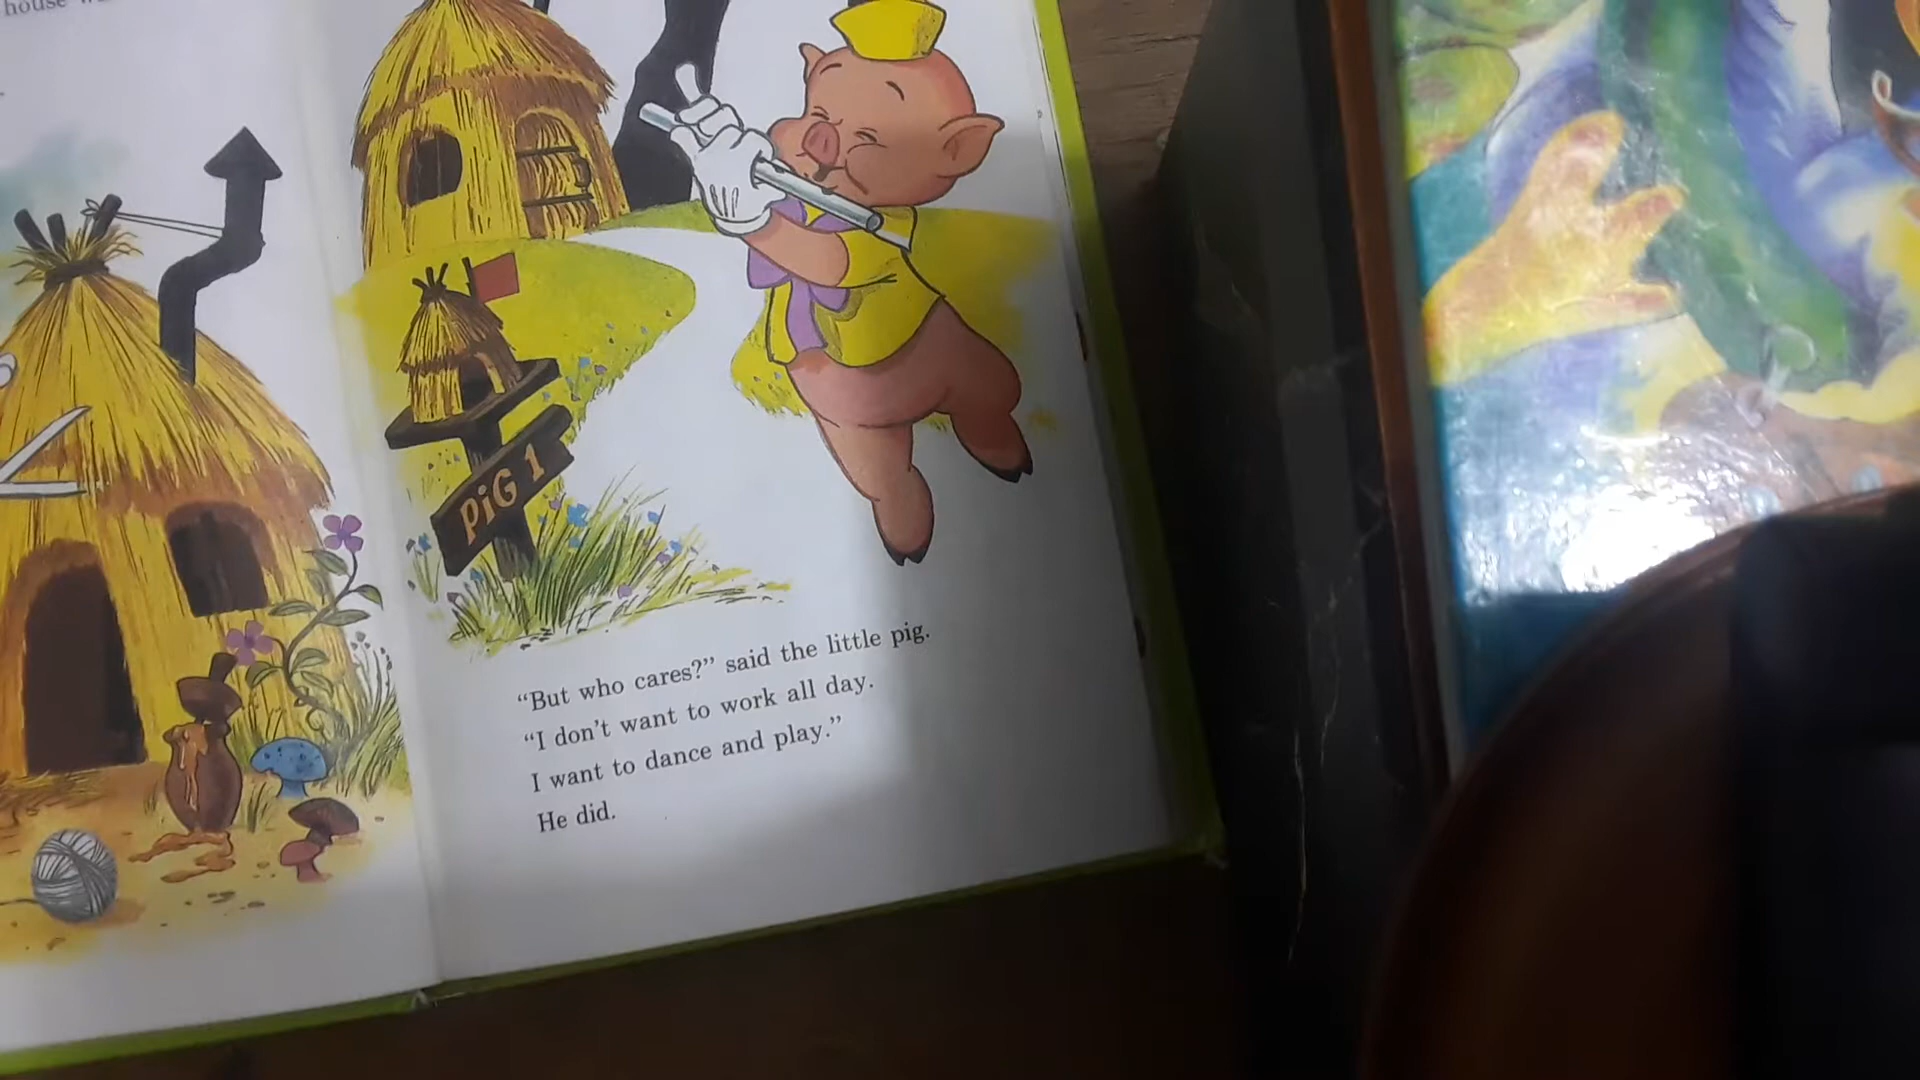 house
PiG 1
“But who cares?” said the little pig.
“I don’t want to work all day.
I want to dance and play.”
He did.